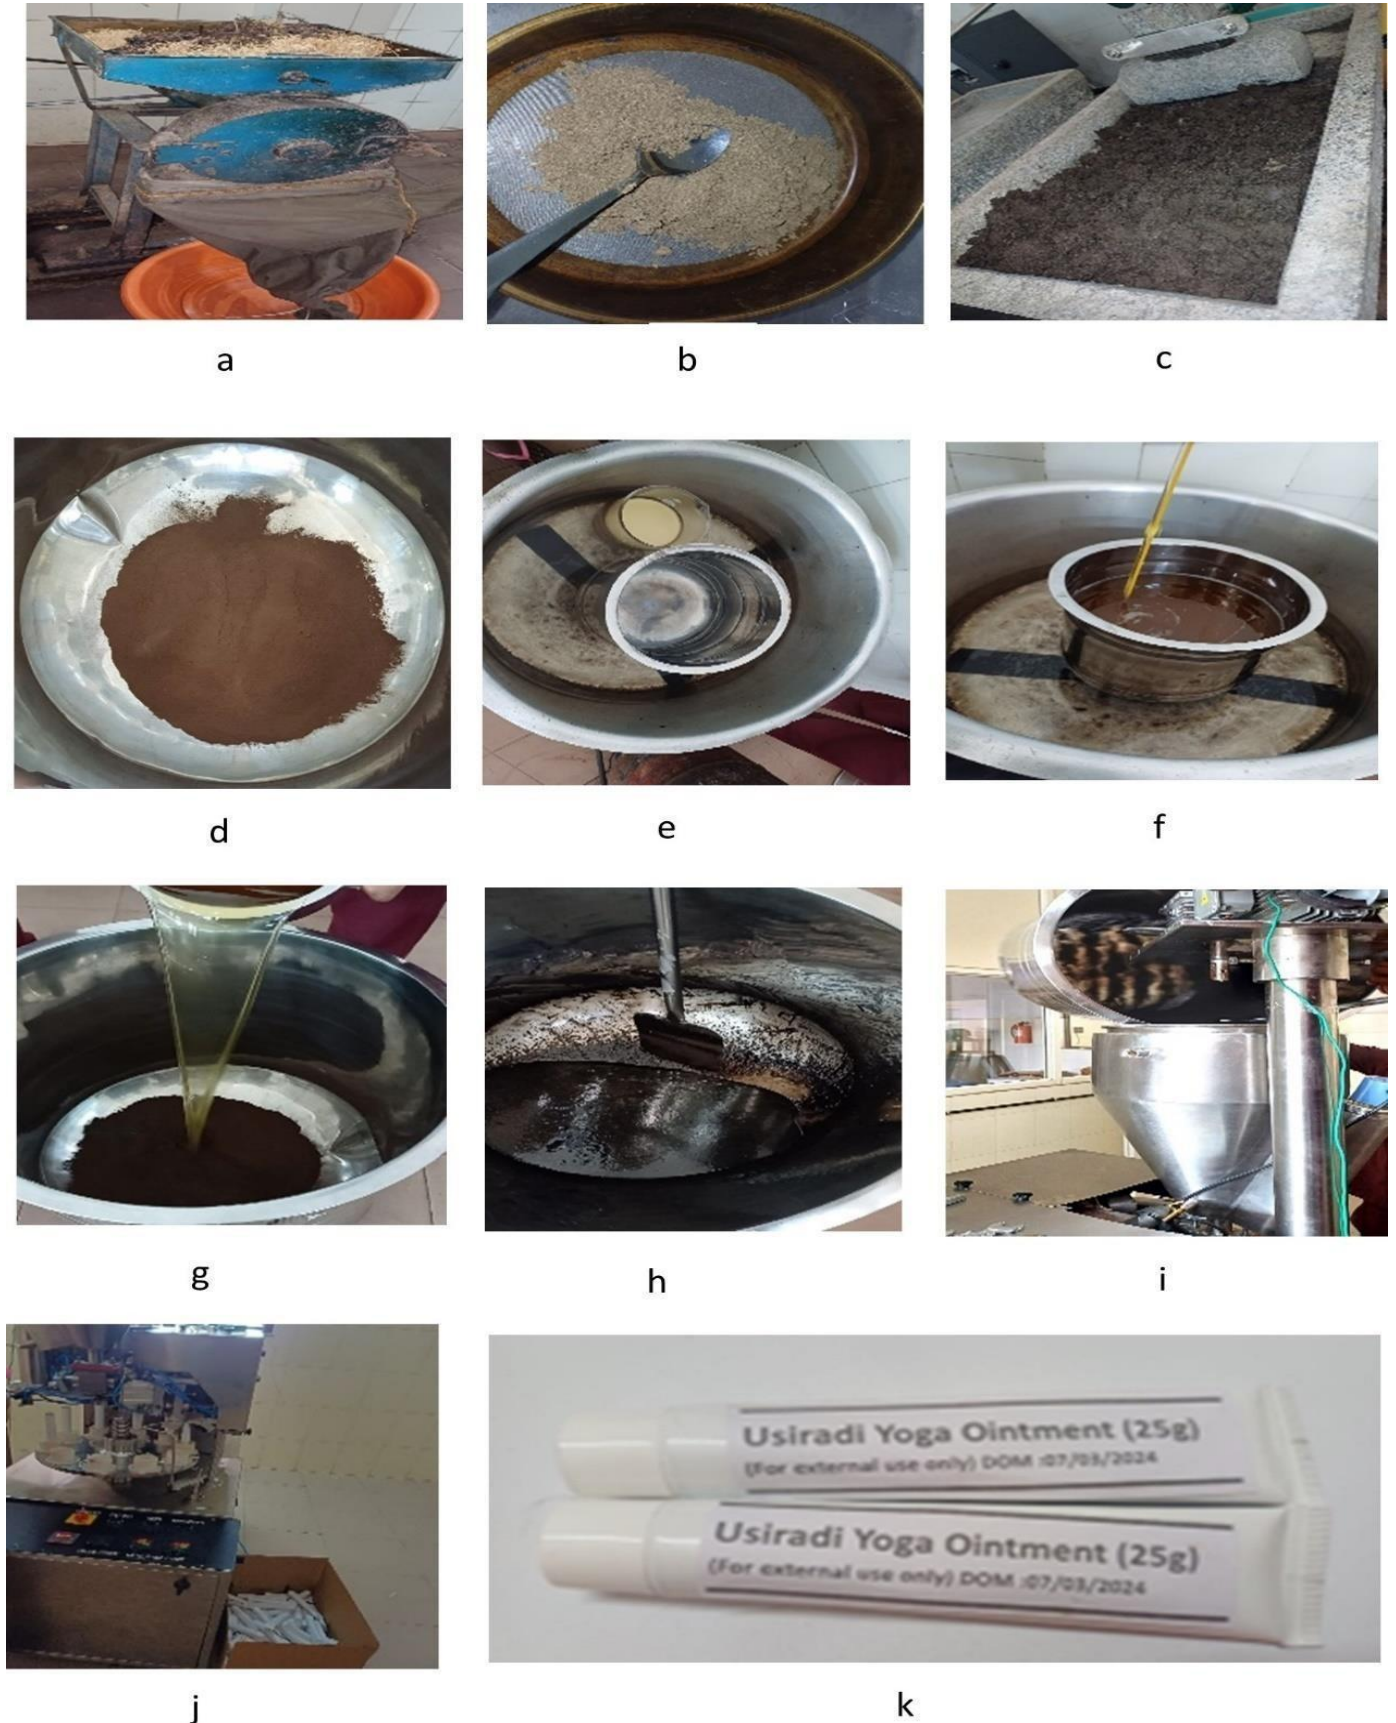 a
b
c
d
e
f
g
h
i
Usiradi Yoga Ointment (25g)
(For external use only) DOM :07/03/2024
Usiradi Yoga Ointment (25g)
(For external use only) DOM :07/03/2024
j
k